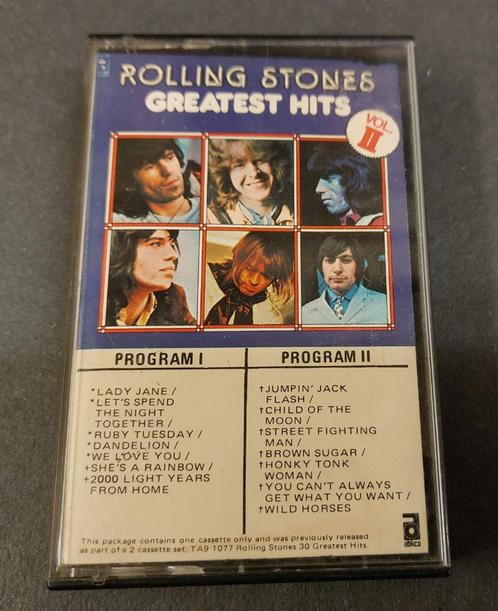 ROLLING STONES
GREATEST HITS
VOL.
II
PROGRAM I
*LADY JANE /
*LET'S SPEND
THE NIGHT
TOGETHER /
*RUBY TUESDAY /
*DANDELION /
*WE LOVE YOU /
+SHE'S A RAINBOW /
+2000 LIGHT YEARS
FROM HOME
PROGRAM II
†JUMPIN' JACK
FLASH /
†CHILD OF THE
MOON /
†STREET FIGHTING
MAN /
†BROWN SUGAR /
†HONKY TONK
WOMAN /
†YOU CAN'T ALWAYS
GET WHAT YOU WANT /
†WILD HORSES
This package contains one cassette only and was previously released
as part of a 2 cassette set, TA9-1077 Rolling Stones 30 Greatest Hits.
abkco